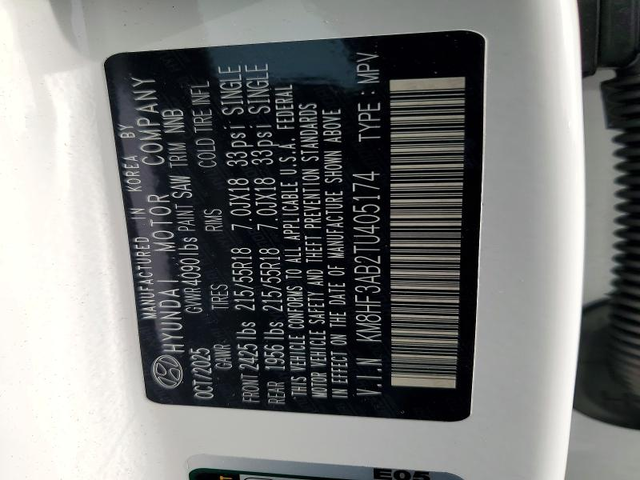 MANUFACTURED IN KOREA BY
HYUNDAI MOTOR COMPANY
OCT/2025 GVWR 4090 lbs PAINT SAW TRIM NNB
GAWR TIRES RIMS COLD TIRE INFL
FRONT 2425 lbs 215/55R18 7.0JX18 33psi SINGLE
REAR 1956 lbs 215/55R18 7.0JX18 33psi SINGLE
THIS VEHICLE CONFORMS TO ALL APPLICABLE U.S.A. FEDERAL
MOTOR VEHICLE SAFETY AND THEFT PREVENTION STANDARDS
IN EFFECT ON THE DATE OF MANUFACTURE SHOWN ABOVE
V.I.N KM8HF3AB2TU405174 TYPE : MPV